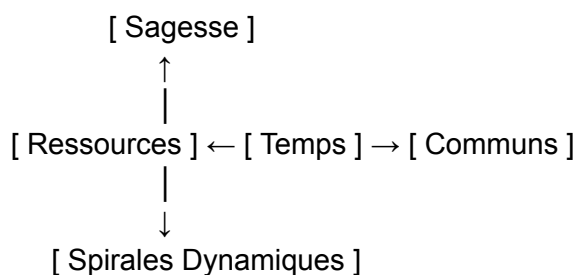 [ Sagesse ]
↑
|
[ Ressources ] ← [ Temps ] → [ Communs ]
|
↓
[ Spirales Dynamiques ]